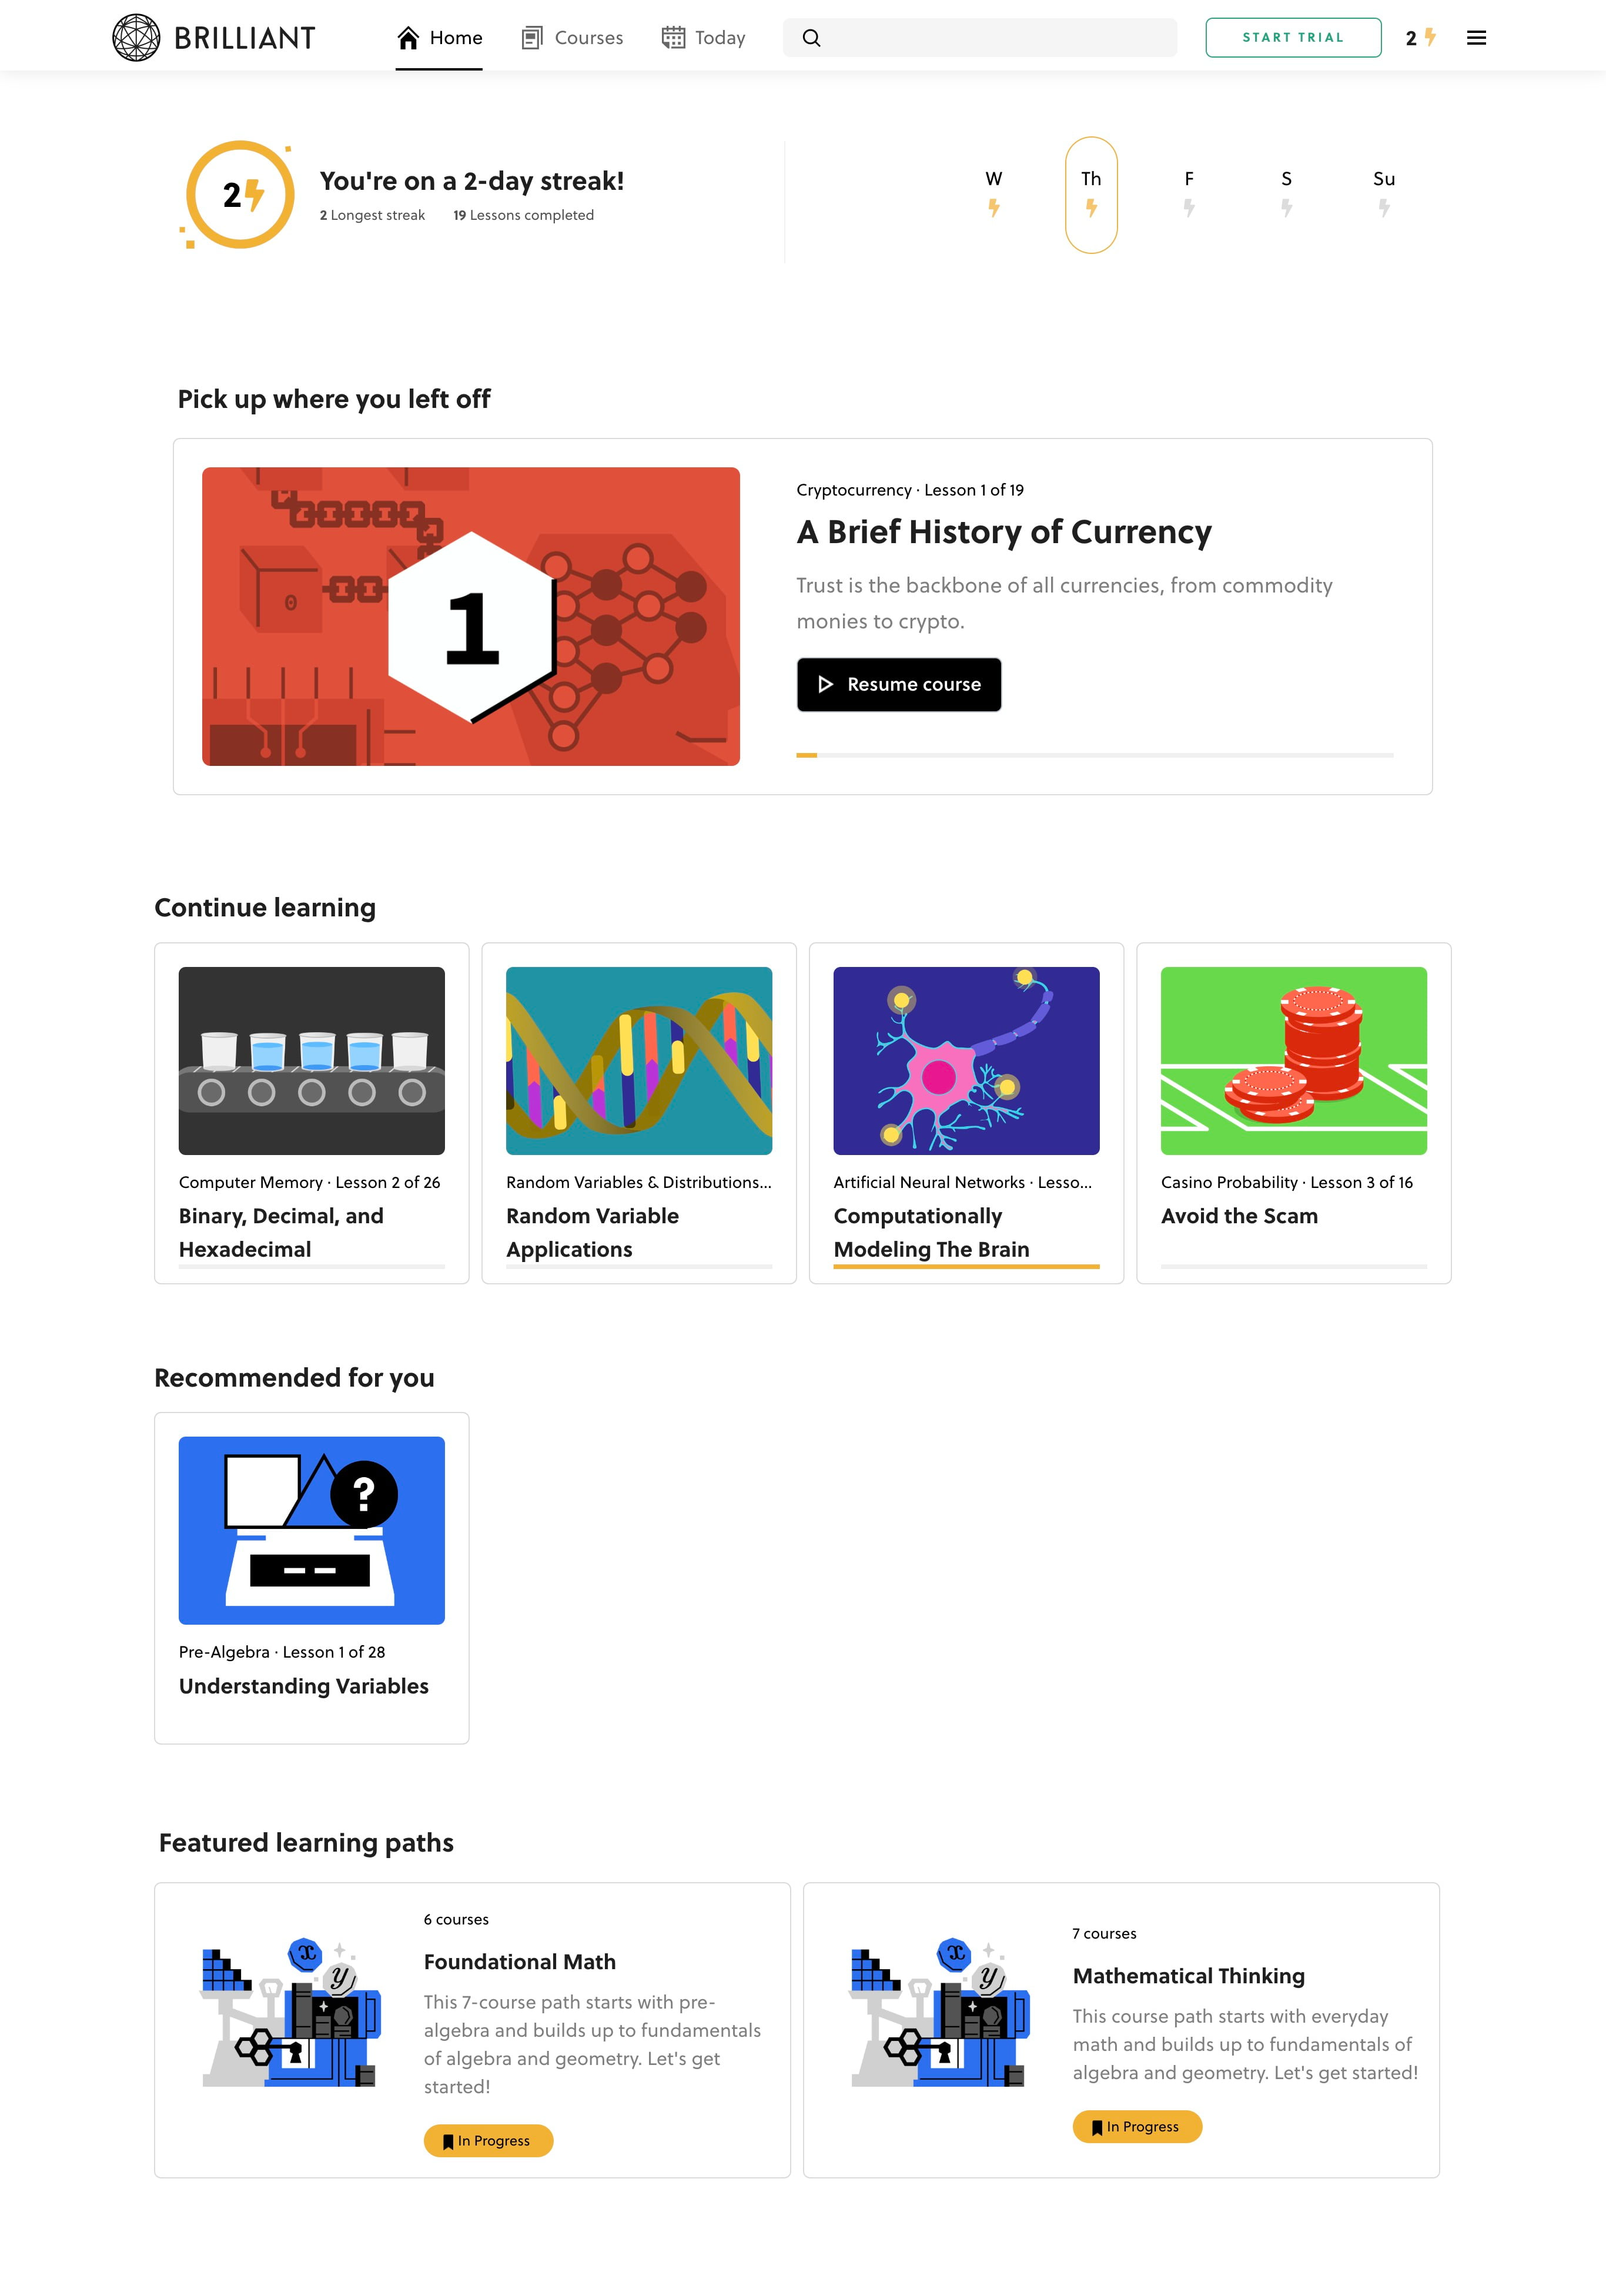 BRILLIANT
Home
Courses
Today
START TRIAL
2
2
You're on a 2-day streak!
2 Longest streak 19 Lessons completed
W Th F S Su
Pick up where you left off
0
1
Cryptocurrency · Lesson 1 of 19
A Brief History of Currency
Trust is the backbone of all currencies, from commodity
monies to crypto.
Resume course
Continue learning
Computer Memory · Lesson 2 of 26
Binary, Decimal, and
Hexadecimal
Random Variables & Distributions...
Random Variable
Applications
Artificial Neural Networks · Lesso...
Computationally
Modeling The Brain
Casino Probability · Lesson 3 of 16
Avoid the Scam
Recommended for you
?
Pre-Algebra · Lesson 1 of 28
Understanding Variables
Featured learning paths
x
y
6 courses
Foundational Math
This 7-course path starts with pre-
algebra and builds up to fundamentals
of algebra and geometry. Let's get
started!
In Progress
x
y
7 courses
Mathematical Thinking
This course path starts with everyday
math and builds up to fundamentals of
algebra and geometry. Let's get started!
In Progress